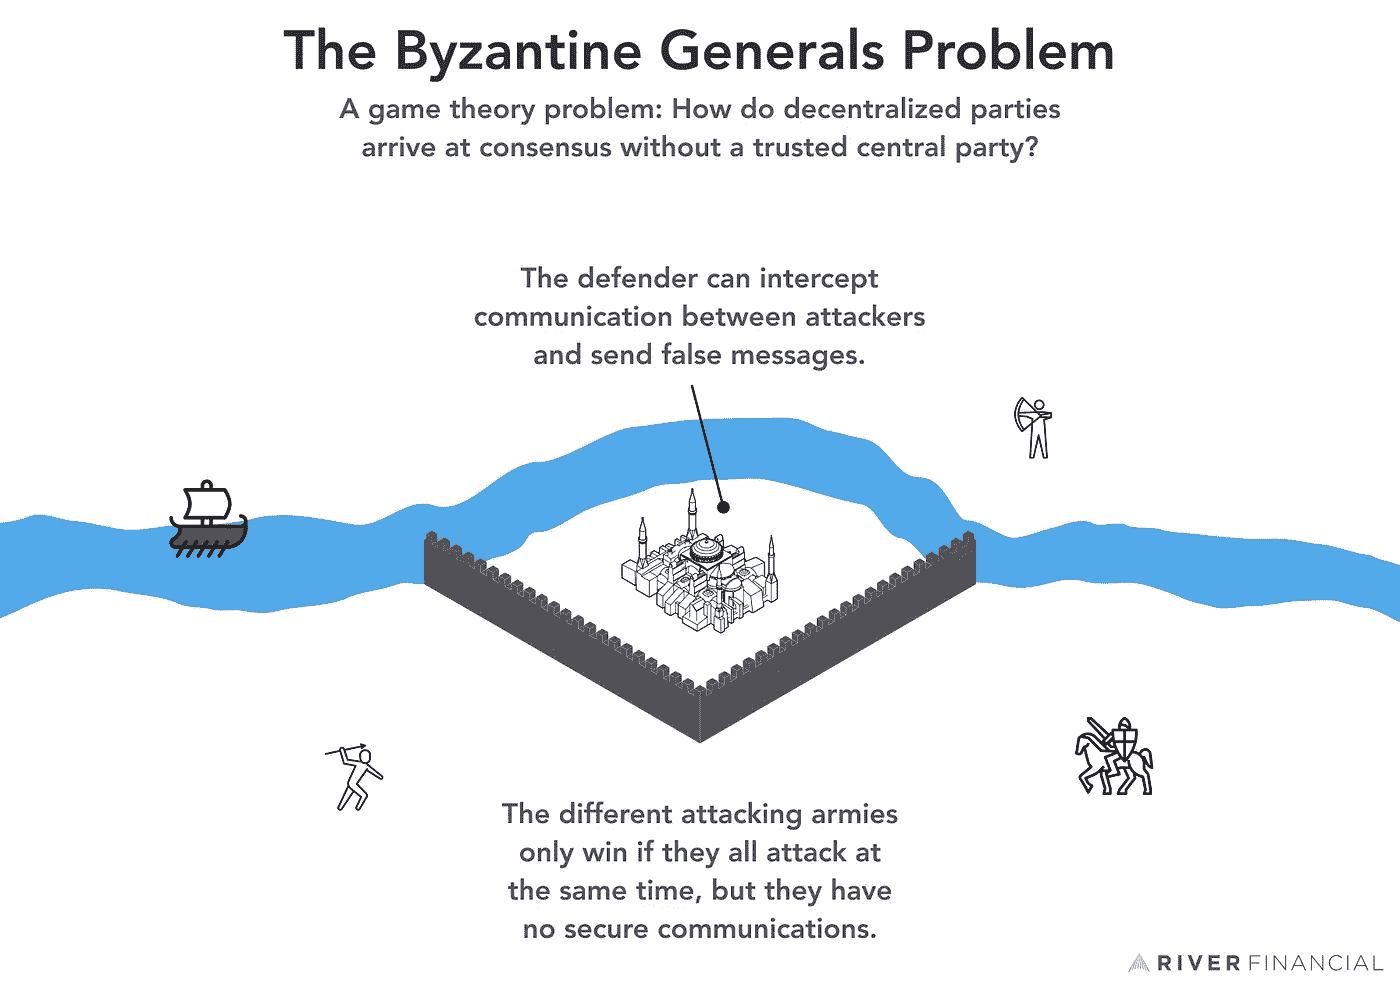 The Byzantine Generals Problem
A game theory problem: How do decentralized parties
arrive at consensus without a trusted central party?
The defender can intercept
communication between attackers
and send false messages.
The different attacking armies
only win if they all attack at
the same time, but they have
no secure communications.
RIVER FINANCIAL